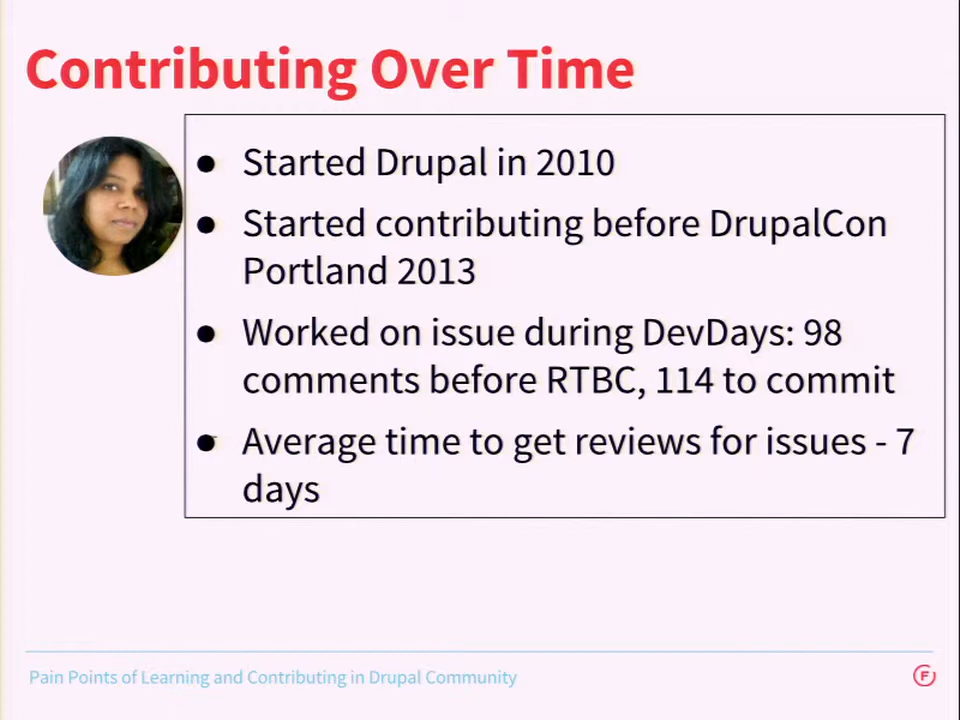 Contributing Over Time
● Started Drupal in 2010
● Started contributing before DrupalCon
Portland 2013
● Worked on issue during DevDays: 98
comments before RTBC, 114 to commit
● Average time to get reviews for issues - 7
days
Pain Points of Learning and Contributing in Drupal Community
F